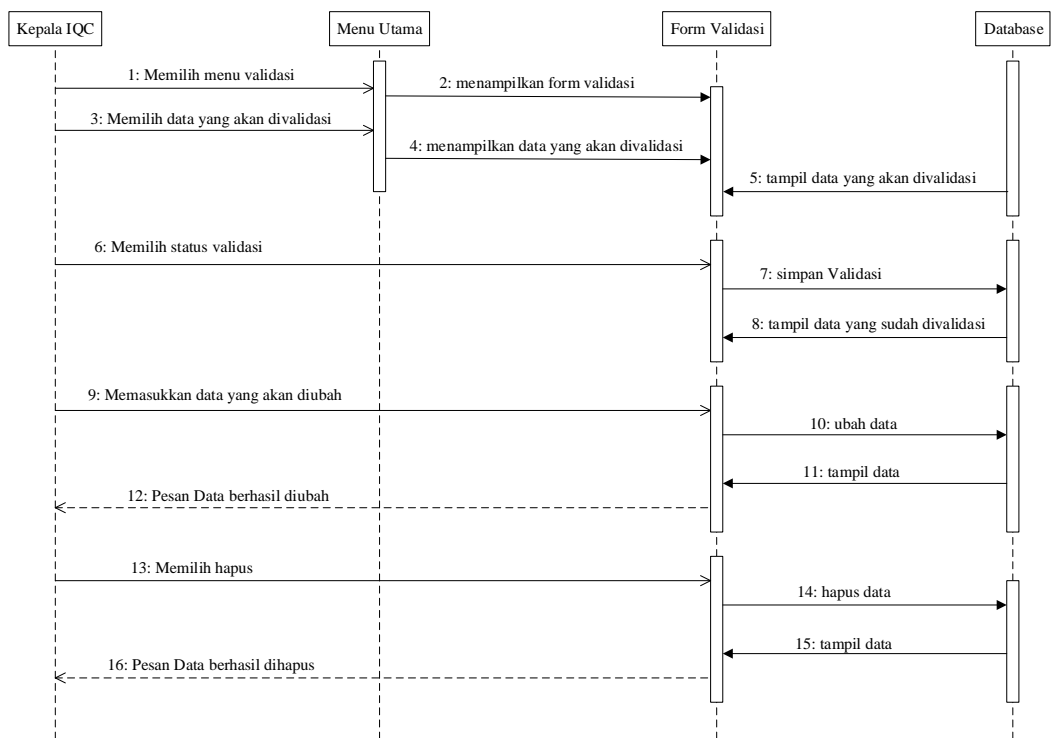 Kepala IQC
Menu Utama
Form Validasi
Database
1: Memilih menu validasi
2: menampilkan form validasi
3: Memilih data yang akan divalidasi
4: menampilkan data yang akan divalidasi
5: tampil data yang akan divalidasi
6: Memilih status validasi
7: simpan Validasi
8: tampil data yang sudah divalidasi
9: Memasukkan data yang akan diubah
10: ubah data
11: tampil data
12: Pesan Data berhasil diubah
13: Memilih hapus
14: hapus data
15: tampil data
16: Pesan Data berhasil dihapus